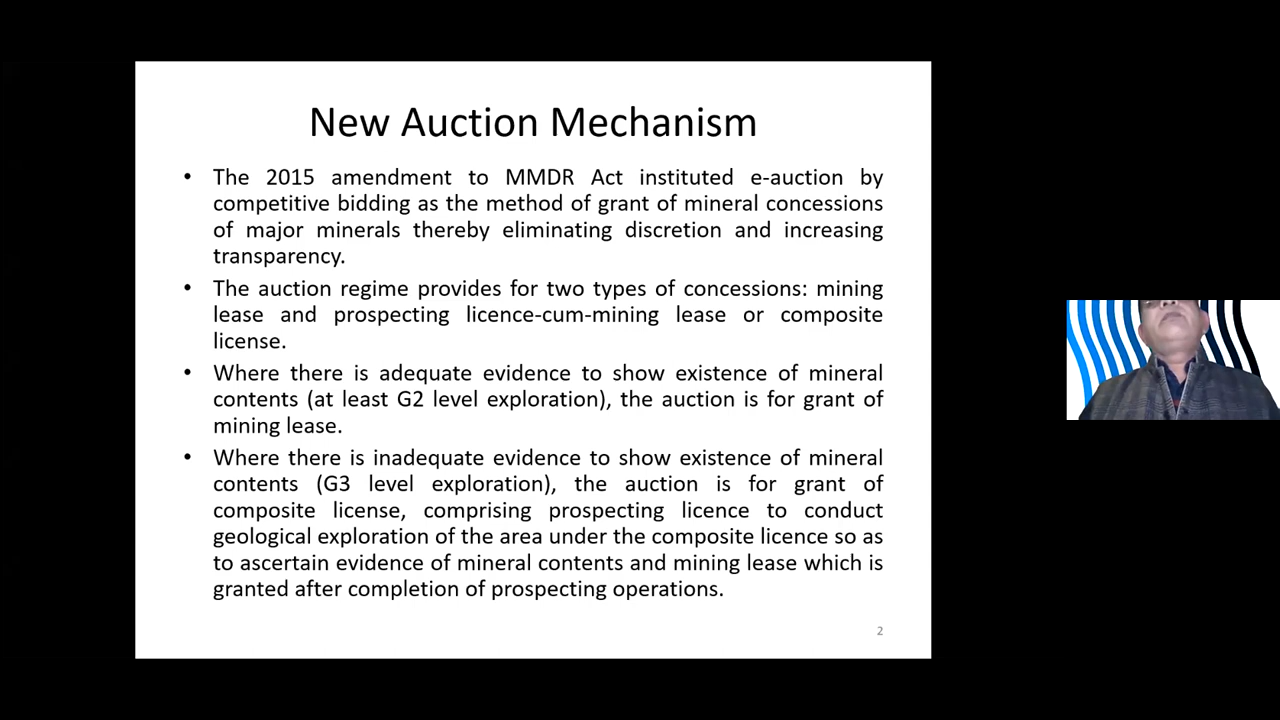 New Auction Mechanism
• The 2015 amendment to MMDR Act instituted e-auction by
competitive bidding as the method of grant of mineral concessions
of major minerals thereby eliminating discretion and increasing
transparency.
• The auction regime provides for two types of concessions: mining
lease and prospecting licence-cum-mining lease or composite
license.
• Where there is adequate evidence to show existence of mineral
contents (at least G2 level exploration), the auction is for grant of
mining lease.
• Where there is inadequate evidence to show existence of mineral
contents (G3 level exploration), the auction is for grant of
composite license, comprising prospecting licence to conduct
geological exploration of the area under the composite licence so as
to ascertain evidence of mineral contents and mining lease which is
granted after completion of prospecting operations.
2